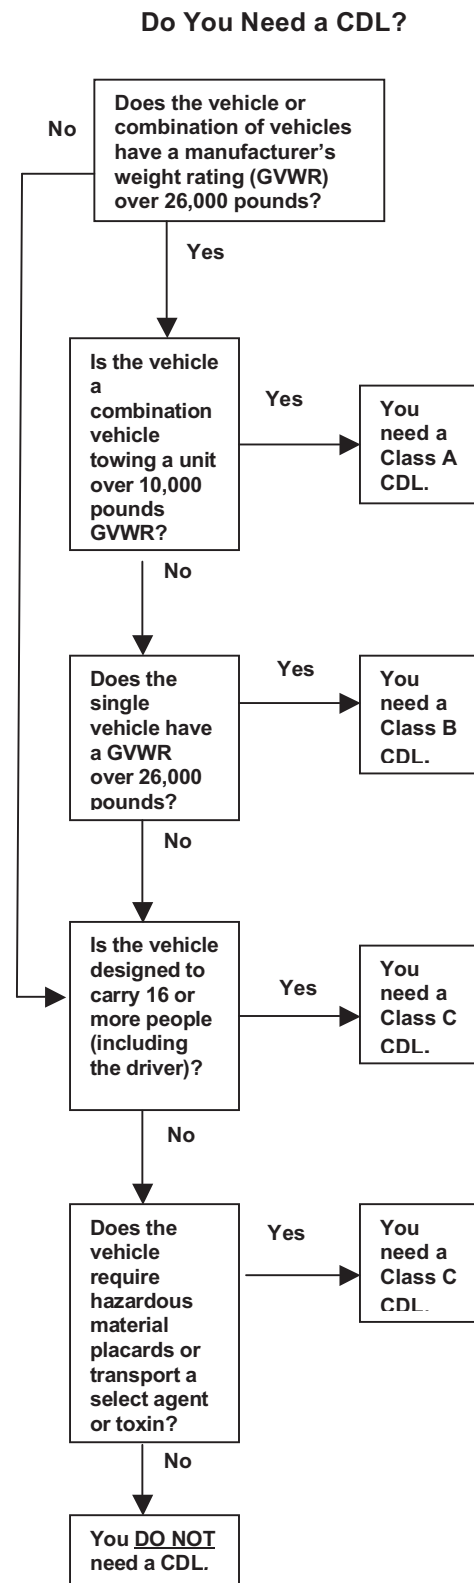 Do You Need a CDL?
Does the vehicle or
combination of vehicles
have a manufacturer's
weight rating (GVWR)
over 26,000 pounds?
No
Yes
Is the vehicle
a
combination
vehicle
towing a unit
over 10,000
pounds
GVWR?
Yes
You
need a
Class A
CDL.
No
Does the
single
vehicle have
a GVWR
over 26,000
pounds?
Yes
You
need a
Class B
CDL.
No
Is the vehicle
designed to
carry 16 or
more people
(including
the driver)?
Yes
You
need a
Class C
CDL.
No
Does the
vehicle
require
hazardous
material
placards or
transport a
select agent
or toxin?
Yes
You
need a
Class C
CDL.
No
You DO NOT
need a CDL.